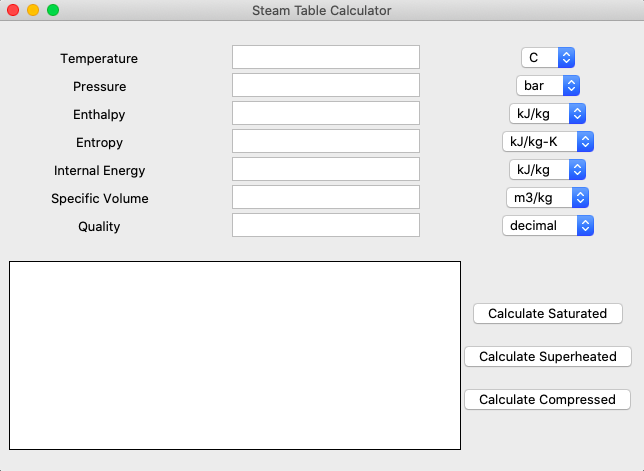 Steam Table Calculator
Temperature C
Pressure bar
Enthalpy kJ/kg
Entropy kJ/kg-K
Internal Energy kJ/kg
Specific Volume m3/kg
Quality decimal
Calculate Saturated
Calculate Superheated
Calculate Compressed